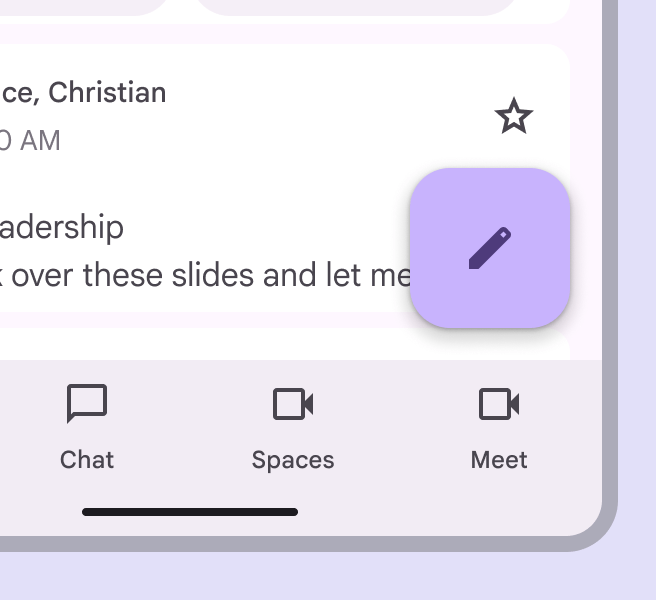 ce, Christian
0 AM
adership
over these slides and let me
Chat
Spaces
Meet